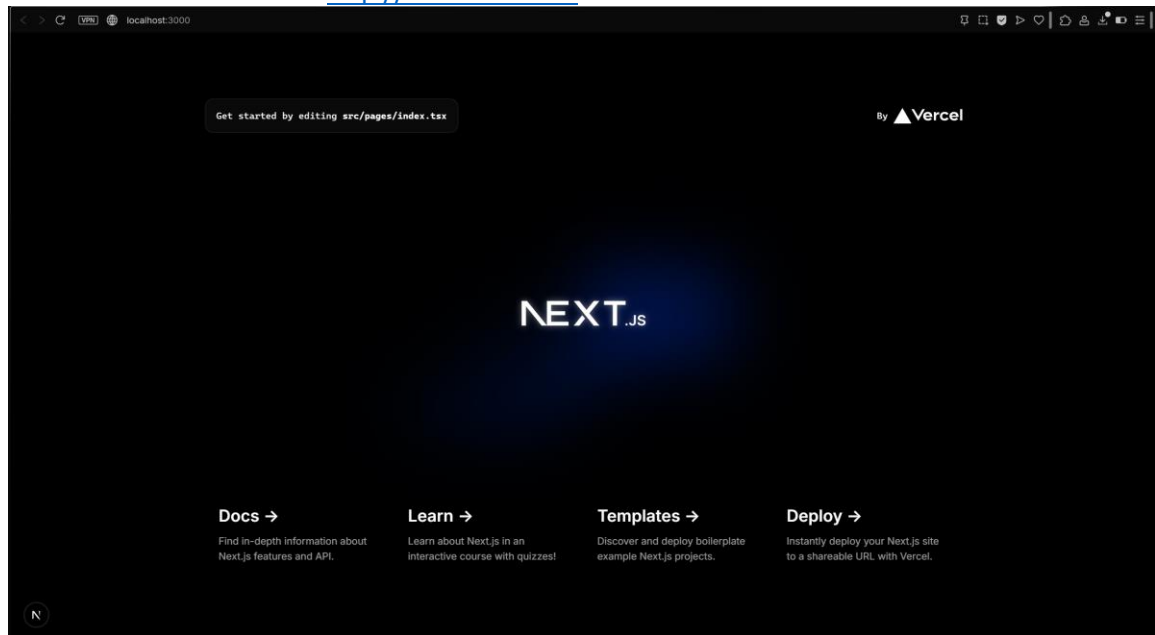 VPN localhost:3000
Get started by editing src/pages/index.tsx
By Vercel
NEXT.JS
Docs →
Find in-depth information about
Next.js features and API.
Learn →
Learn about Next.js in an
interactive course with quizzes!
Templates →
Discover and deploy boilerplate
example Next.js projects.
Deploy →
Instantly deploy your Next.js site
to a shareable URL with Vercel.
N